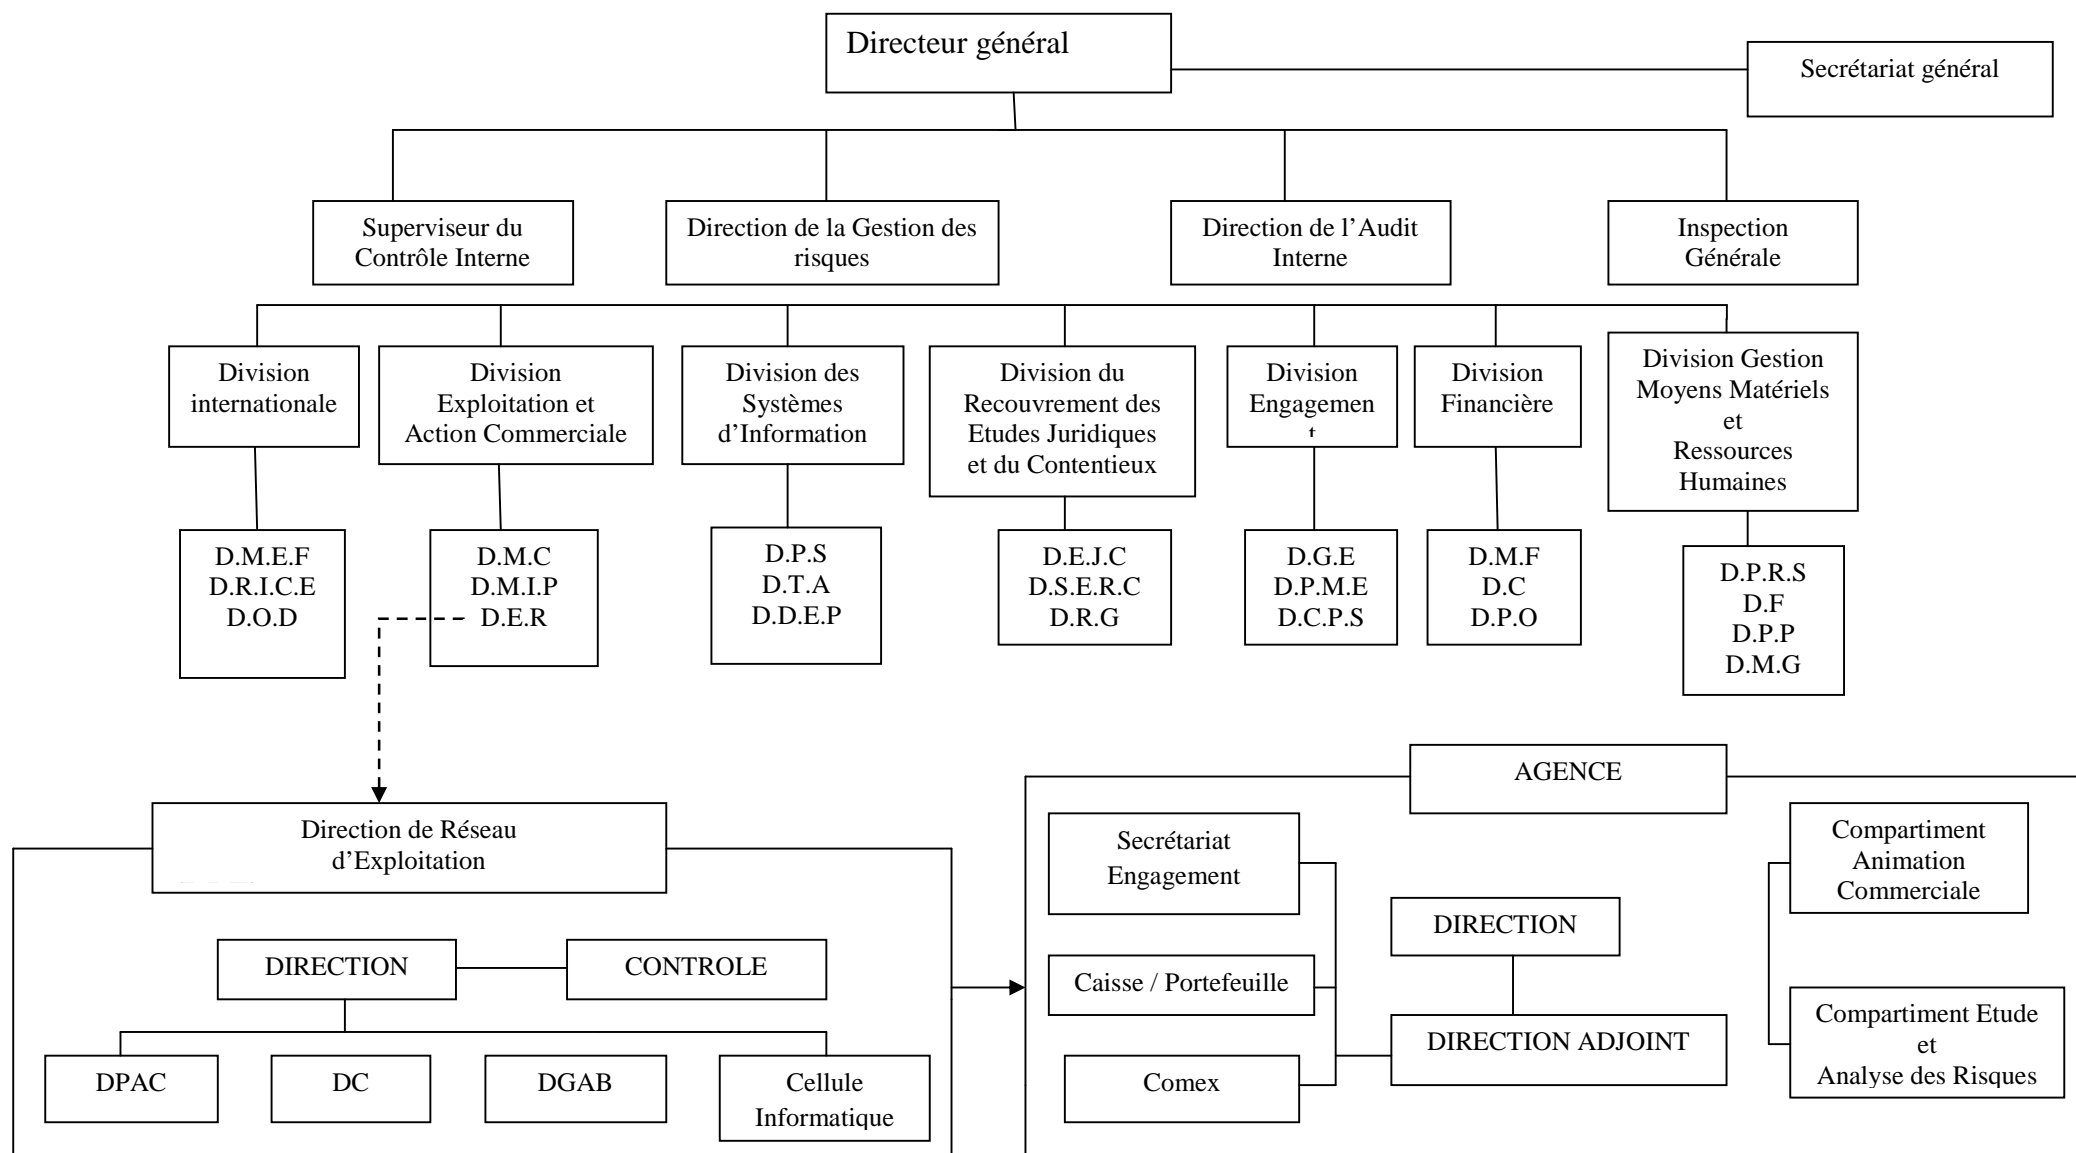 Directeur général
Secrétariat général
Superviseur du
Contrôle Interne
Direction de la Gestion des
risques
Direction de l’Audit
Interne
Inspection
Générale
Division
internationale
Division
Exploitation et
Action Commerciale
Division des
Systèmes
d’Information
Division du
Recouvrement des
Etudes Juridiques
et du Contentieux
Division
Engagemen
t
Division
Financière
Division Gestion
Moyens Matériels
et
Ressources
Humaines
D.M.E.F
D.R.I.C.E
D.O.D
D.M.C
D.M.I.P
D.E.R
D.P.S
D.T.A
D.D.E.P
D.E.J.C
D.S.E.R.C
D.R.G
D.G.E
D.P.M.E
D.C.P.S
D.M.F
D.C
D.P.O
D.P.R.S
D.F
D.P.P
D.M.G
Direction de Réseau
d’Exploitation
DIRECTION
CONTROLE
DPAC
DC
DGAB
Cellule
Informatique
AGENCE
Secrétariat
Engagement
Caisse / Portefeuille
Comex
DIRECTION
DIRECTION ADJOINT
Compartiment
Animation
Commerciale
Compartiment Etude
et
Analyse des Risques